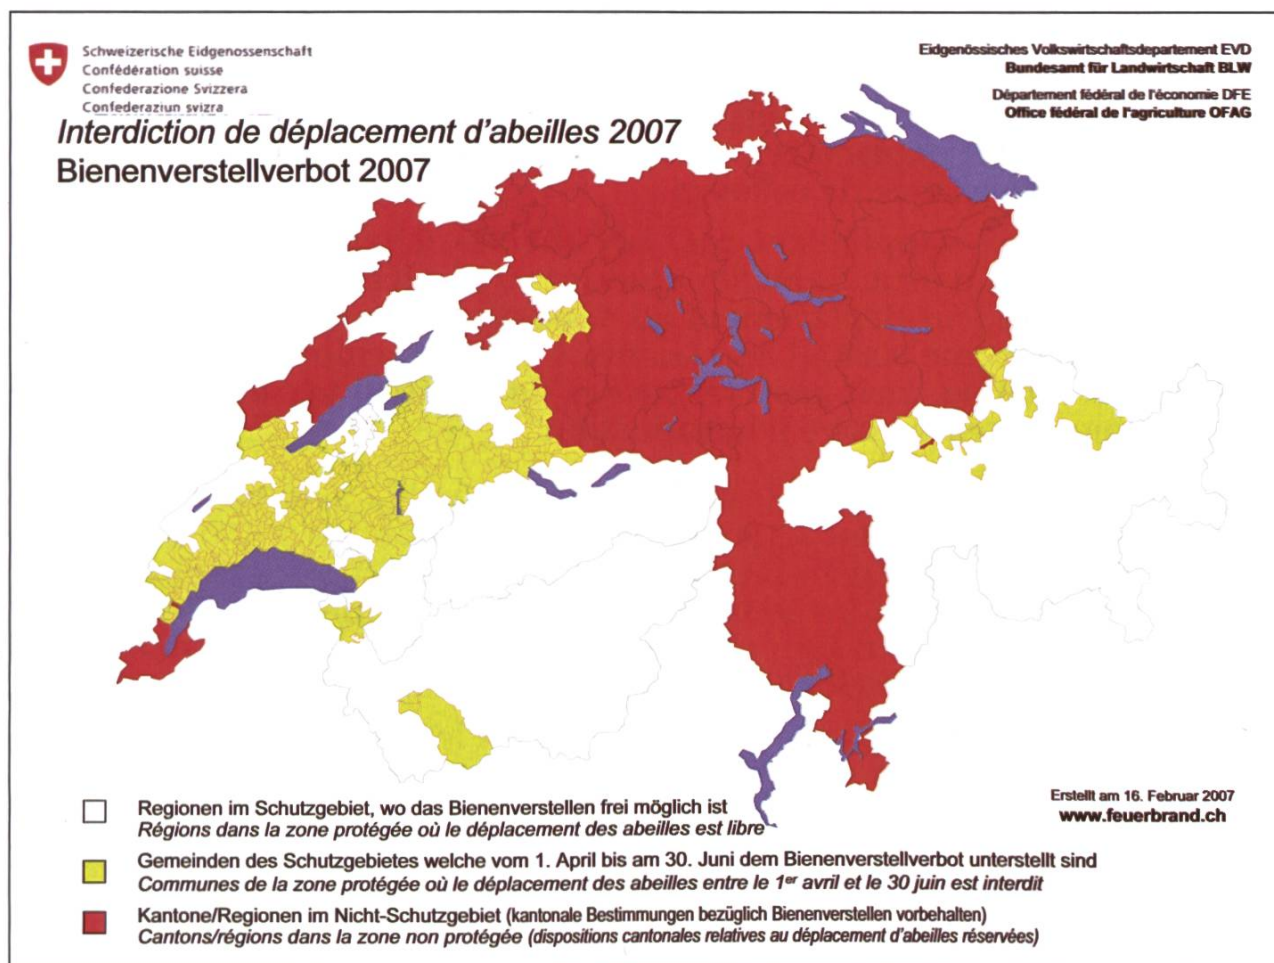 Schweizerische Eidgenossenschaft
Confédération suisse
Confederazione Svizzera
Confederaziun svizra
Eidgenössisches Volkswirtschaftsdepartement EVD
Bundesamt für Landwirtschaft BLW
Département fédéral de l'économie DFE
Office fédéral de l'agriculture OFAG
Interdiction de déplacement d'abeilles 2007
Bienenverstellverbot 2007
Erstellt am 16. Februar 2007
www.feuerbrand.ch
Regionen im Schutzgebiet, wo das Bienenverstellen frei möglich ist
Régions dans la zone protégée où le déplacement des abeilles est libre
Gemeinden des Schutzgebietes welche vom 1. April bis am 30. Juni dem Bienenverstellverbot unterstellt sind
Communes de la zone protégée où le déplacement des abeilles entre le 1er avril et le 30 juin est interdit
Kantone/Regionen im Nicht-Schutzgebiet (kantonale Bestimmungen bezüglich Bienenverstellen vorbehalten)
Cantons/régions dans la zone non protégée (dispositions cantonales relatives au déplacement d'abeilles réservées)